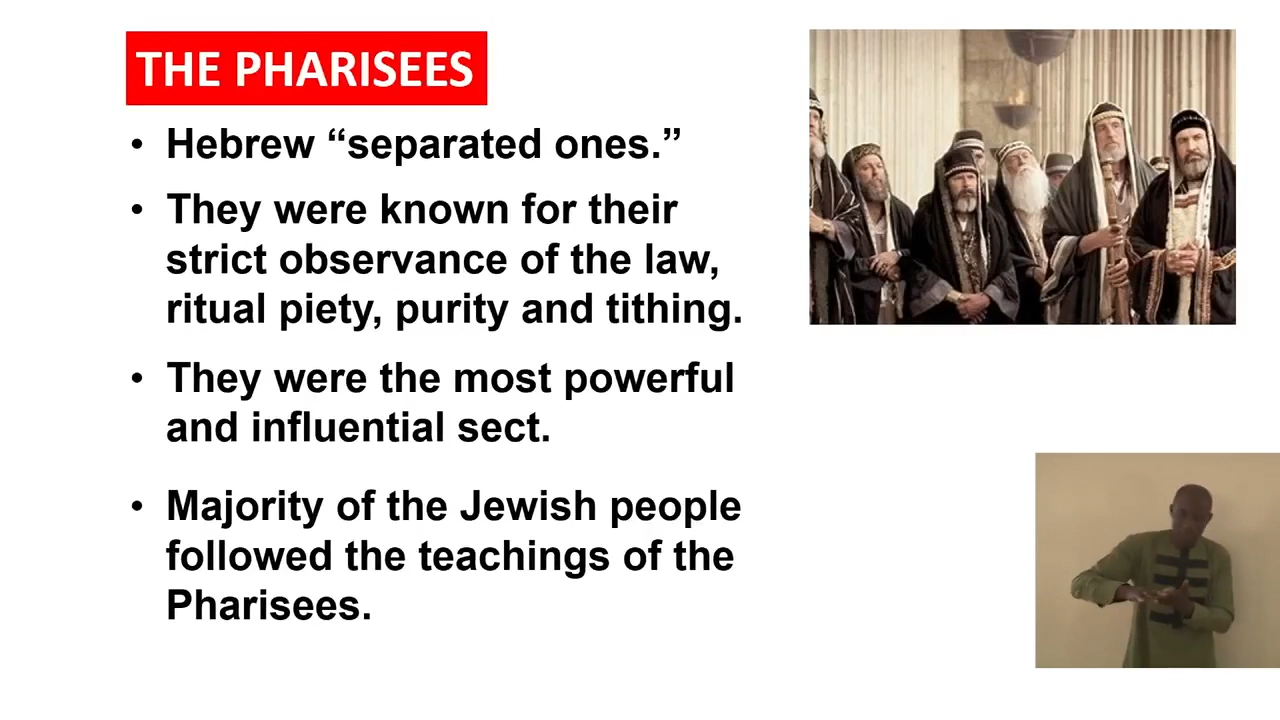 THE PHARISEES
• Hebrew “separated ones.”
• They were known for their
strict observance of the law,
ritual piety, purity and tithing.
• They were the most powerful
and influential sect.
• Majority of the Jewish people
followed the teachings of the
Pharisees.